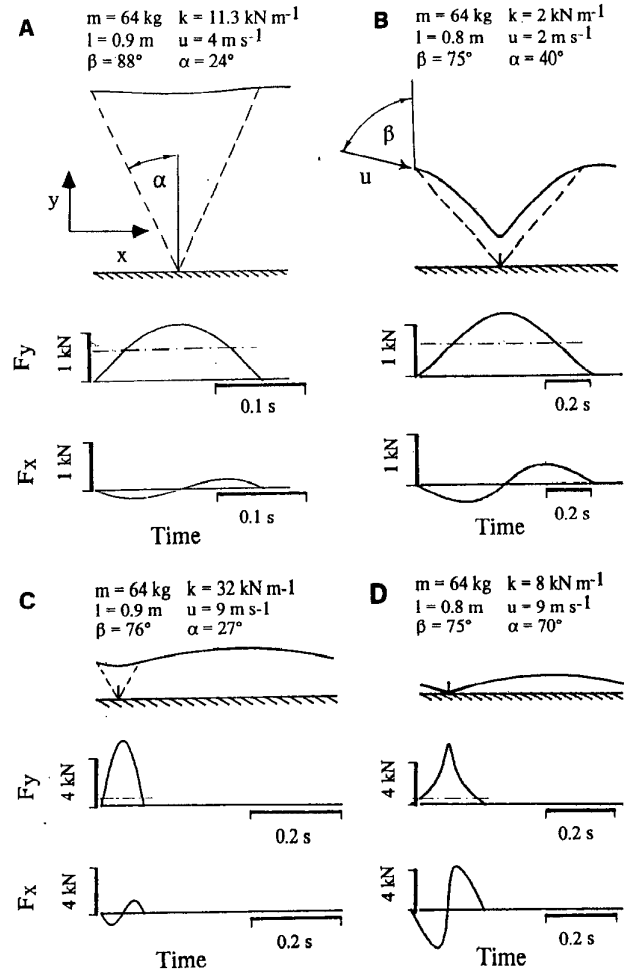 A
m = 64 kg k = 11.3 kN m-1
l = 0.9 m u = 4 m s-1
β = 88° α = 24°
α
y
x
Fy
1 kN
0.1 s
Fx
1 kN
0.1 s
Time
B
m = 64 kg k = 2 kN m-1
l = 0.8 m u = 2 m s-1
β = 75° α = 40°
β
u
1 kN
0.2 s
1 kN
0.2 s
Time
C
m = 64 kg k = 32 kN m-1
l = 0.9 m u = 9 m s-1
β = 76° α = 27°
Fy
4 kN
0.2 s
Fx
4 kN
0.2 s
Time
D
m = 64 kg k = 8 kN m-1
l = 0.8 m u = 9 m s-1
β = 75° α = 70°
4 kN
0.2 s
4 kN
0.2 s
Time